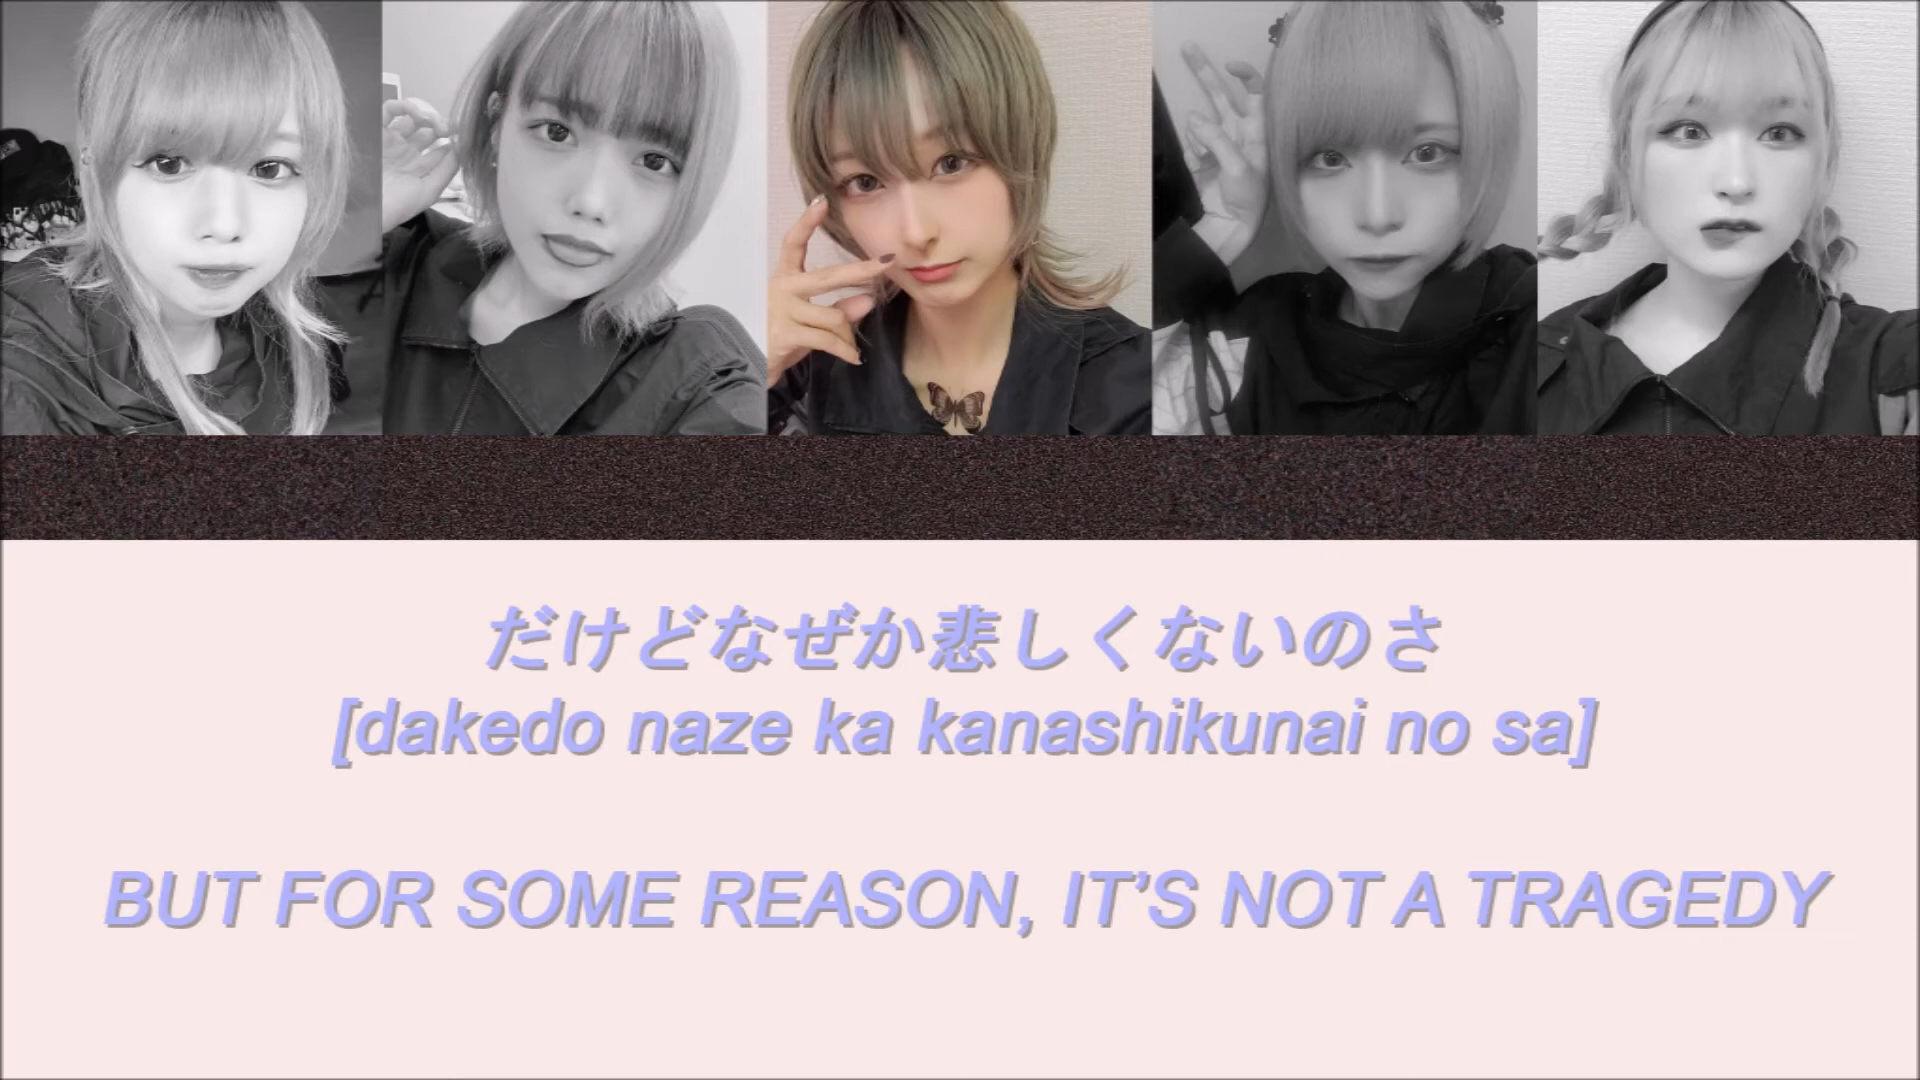 だけどなぜか悲しくないのさ
[dakedo naze ka kanashikunai no sa]
BUT FOR SOME REASON, IT’S NOT A TRAGEDY